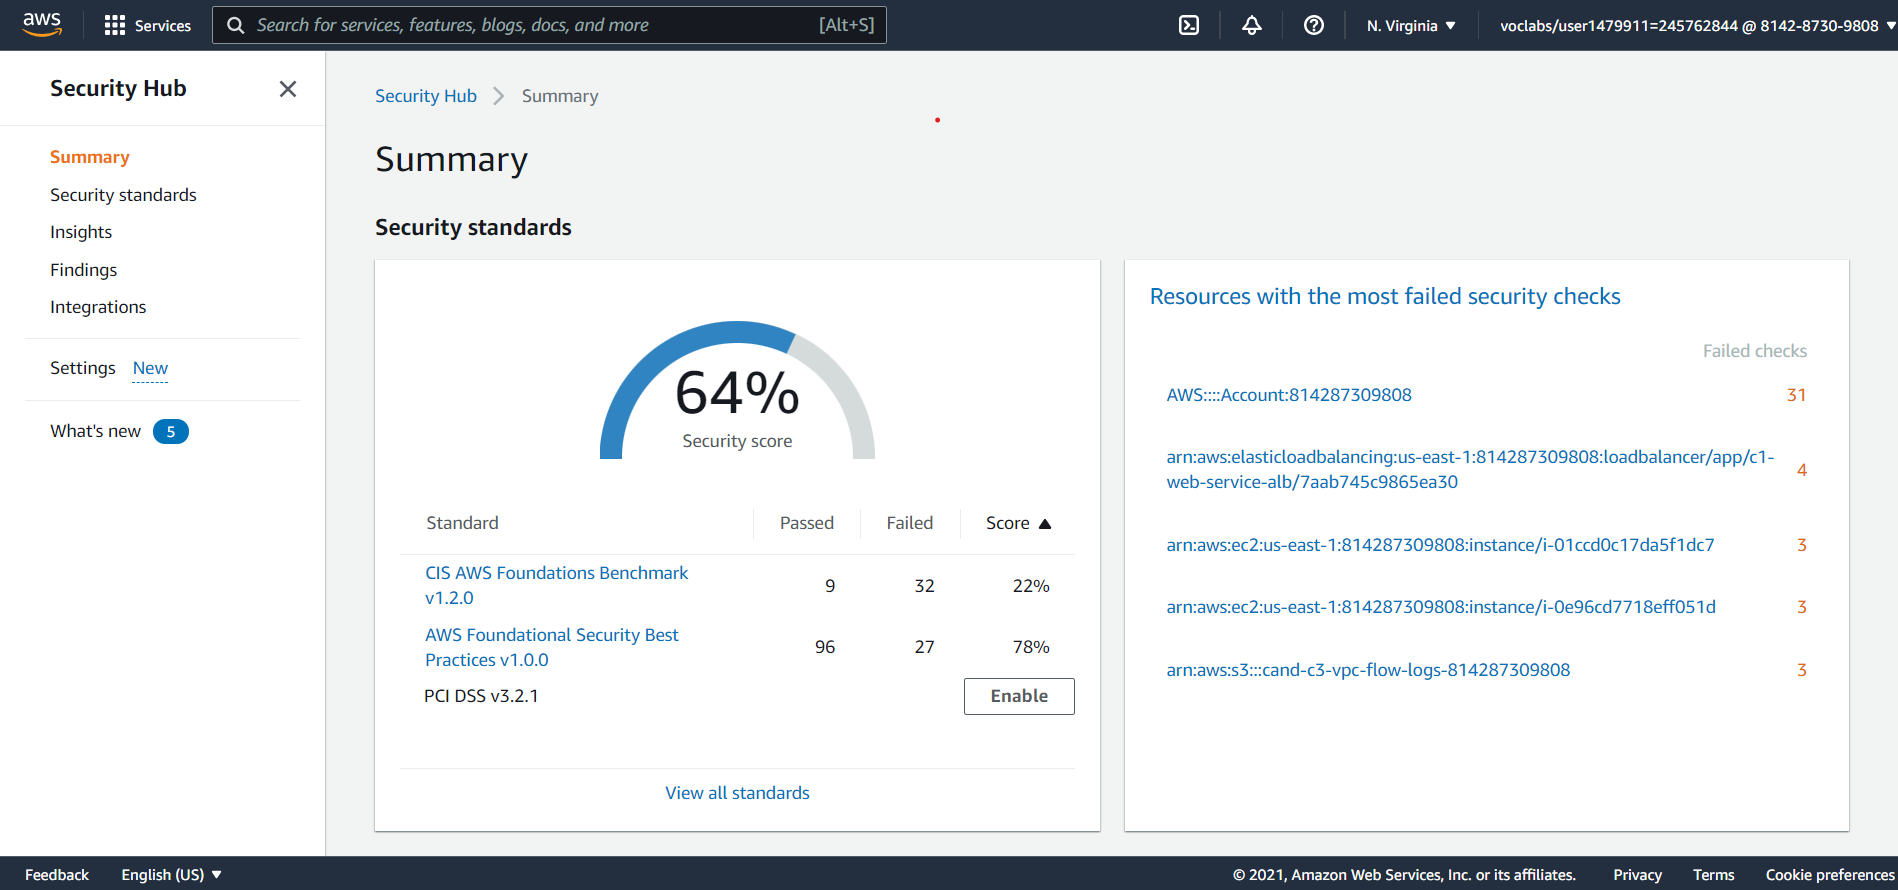 aws
Services
Search for services, features, blogs, docs, and more
[Alt+S]
N. Virginia
voclabs/user1479911=245762844 @ 8142-8730-9808
Security Hub
Summary
Security standards
Insights
Findings
Integrations
Settings New
What's new 5
Security Hub
Summary
Summary
Security standards
64%
Security score
Standard Passed Failed Score
CIS AWS Foundations Benchmark
v1.2.0
9 32 22%
AWS Foundational Security Best
Practices v1.0.0
96 27 78%
PCI DSS v3.2.1
Enable
View all standards
Resources with the most failed security checks
Failed checks
AWS::::Account:814287309808 31
arn:aws:elasticloadbalancing:us-east-1:814287309808:loadbalancer/app/c1-
web-service-alb/7aab745c9865ea30
4
arn:aws:ec2:us-east-1:814287309808:instance/i-01ccd0c17da5f1dc7 3
arn:aws:ec2:us-east-1:814287309808:instance/i-0e96cd7718eff051d 3
arn:aws:s3:::cand-c3-vpc-flow-logs-814287309808 3
Feedback
English (US)
© 2021, Amazon Web Services, Inc. or its affiliates.
Privacy
Terms
Cookie preferences